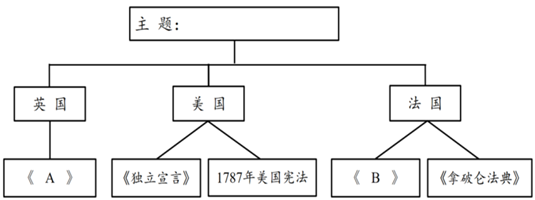 主题:
英国
美国
法国
《 A 》
《独立宣言》
1787年美国宪法
《 B 》
《拿破仑法典》